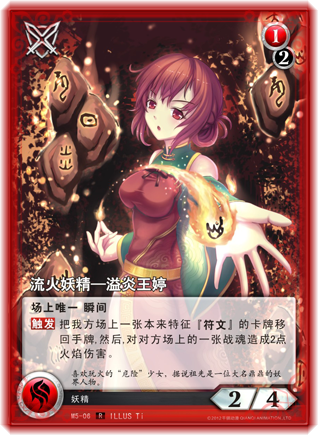 1
2
流火妖精—溢炎王婷
场上唯一 瞬间
触发 把我方场上一张本来特征『符文』的卡牌移
回手牌.然后,对对方场上的一张战魂造成2点
火焰伤害。
喜欢玩火的“危险”少女,据说祖先是一位大名鼎鼎的妖
界人物。
妖精
2 / 4
W5-06 R ILLUS Ti